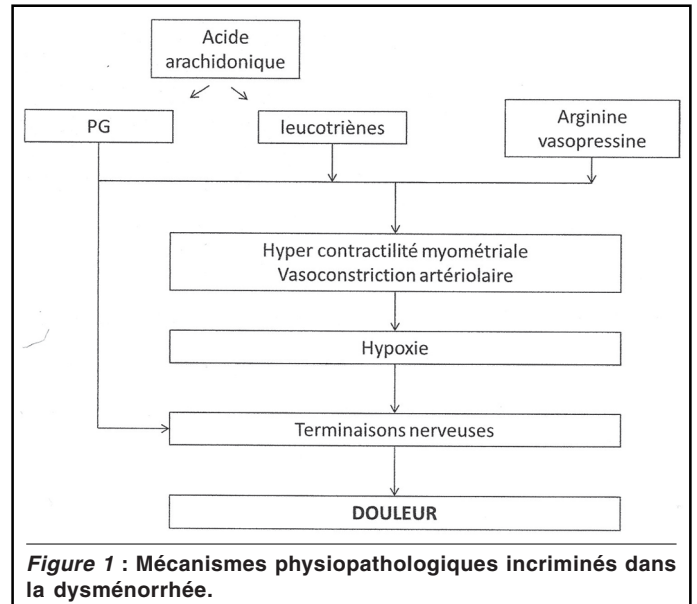 Acide
arachidonique
PG
leucotriènes
Arginine
vasopressine
Hyper contractilité myométriale
Vasoconstriction artériolaire
Hypoxie
Terminaisons nerveuses
DOULEUR
Figure 1 : Mécanismes physiopathologiques incriminés dans
la dysménorrhée.